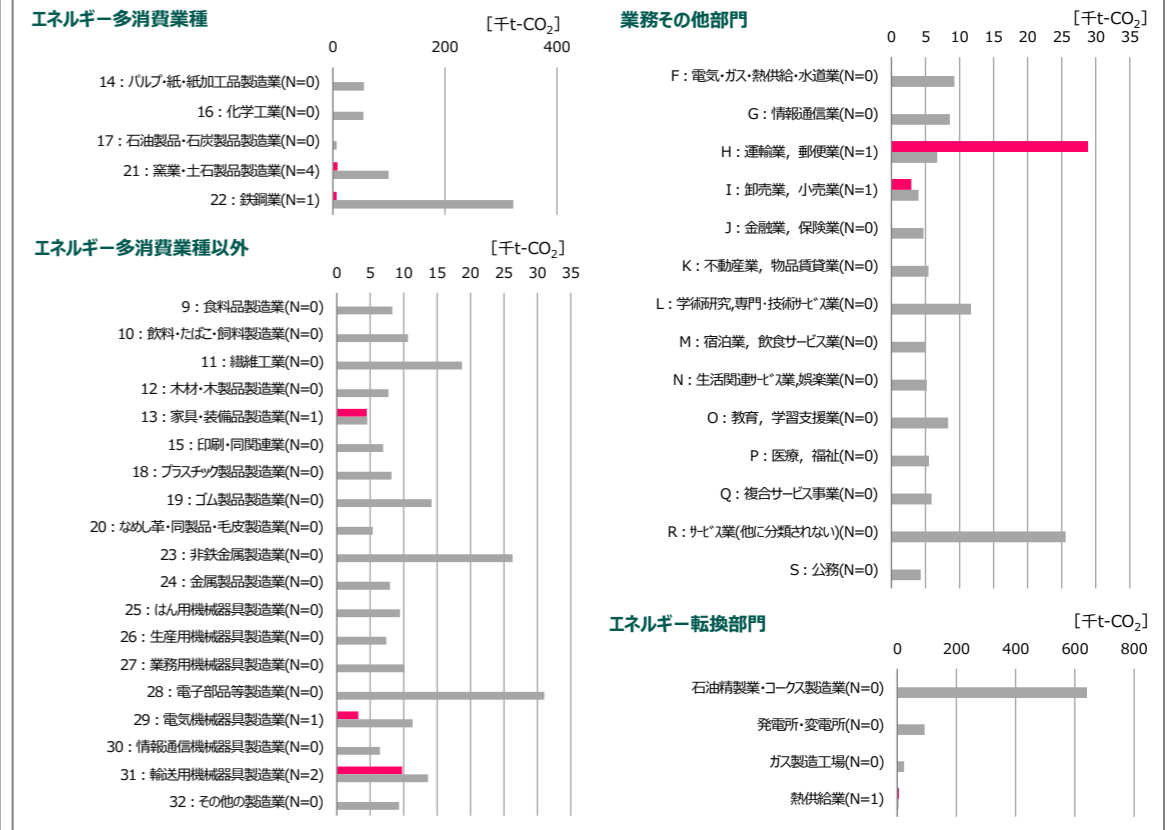 エネルギー多消費業種
[千t-CO2]
0 200 400
14：パルプ・紙・紙加工品製造業(N=0)
16：化学工業(N=0)
17：石油製品・石炭製品製造業(N=0)
21：窯業・土石製品製造業(N=4)
22：鉄鋼業(N=1)
エネルギー多消費業種以外
[千t-CO2]
0 5 10 15 20 25 30 35
9：食料品製造業(N=0)
10：飲料・たばこ・飼料製造業(N=0)
11：繊維工業(N=0)
12：木材・木製品製造業(N=0)
13：家具・装備品製造業(N=1)
15：印刷・同関連業(N=0)
18：プラスチック製品製造業(N=0)
19：ゴム製品製造業(N=0)
20：なめし革・同製品・毛皮製造業(N=0)
23：非鉄金属製造業(N=0)
24：金属製品製造業(N=0)
25：はん用機械器具製造業(N=0)
26：生産用機械器具製造業(N=0)
27：業務用機械器具製造業(N=0)
28：電子部品等製造業(N=0)
29：電気機械器具製造業(N=1)
30：情報通信機械器具製造業(N=0)
31：輸送用機械器具製造業(N=2)
32：その他の製造業(N=0)
業務その他部門
[千t-CO2]
0 5 10 15 20 25 30 35
F：電気・ガス・熱供給・水道業(N=0)
G：情報通信業(N=0)
H：運輸業，郵便業(N=1)
I：卸売業，小売業(N=1)
J：金融業，保険業(N=0)
K：不動産業，物品賃貸業(N=0)
L：学術研究,専門・技術サービス業(N=0)
M：宿泊業，飲食サービス業(N=0)
N：生活関連サービス業,娯楽業(N=0)
O：教育，学習支援業(N=0)
P：医療，福祉(N=0)
Q：複合サービス事業(N=0)
R：サービス業(他に分類されない)(N=0)
S：公務(N=0)
エネルギー転換部門
[千t-CO2]
0 200 400 600 800
石油精製業・コークス製造業(N=0)
発電所・変電所(N=0)
ガス製造工場(N=0)
熱供給業(N=1)